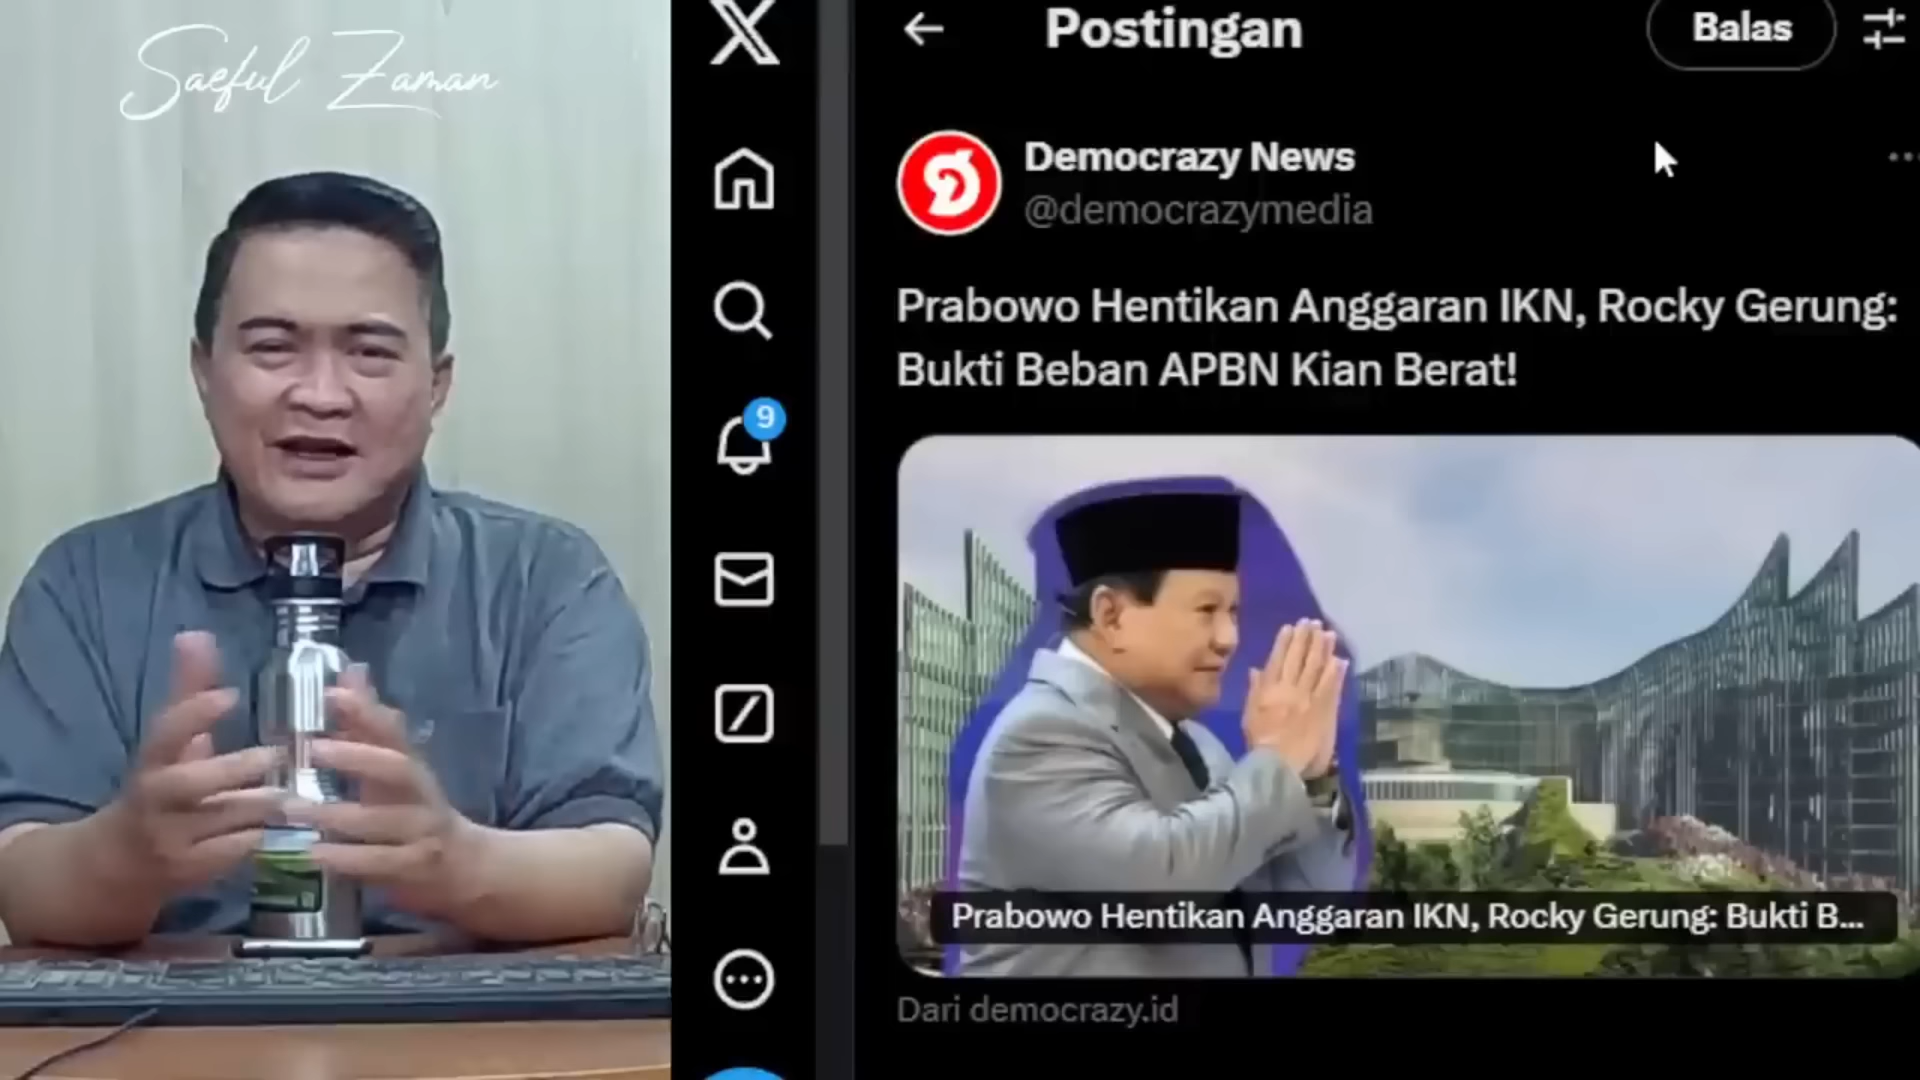 Saeful Zaman
Postingan
Balas
Democrazy News
@democrazymedia
Prabowo Hentikan Anggaran IKN, Rocky Gerung:
Bukti Beban APBN Kian Berat!
9
Prabowo Hentikan Anggaran IKN, Rocky Gerung: Bukti B...
Dari democrazy.id